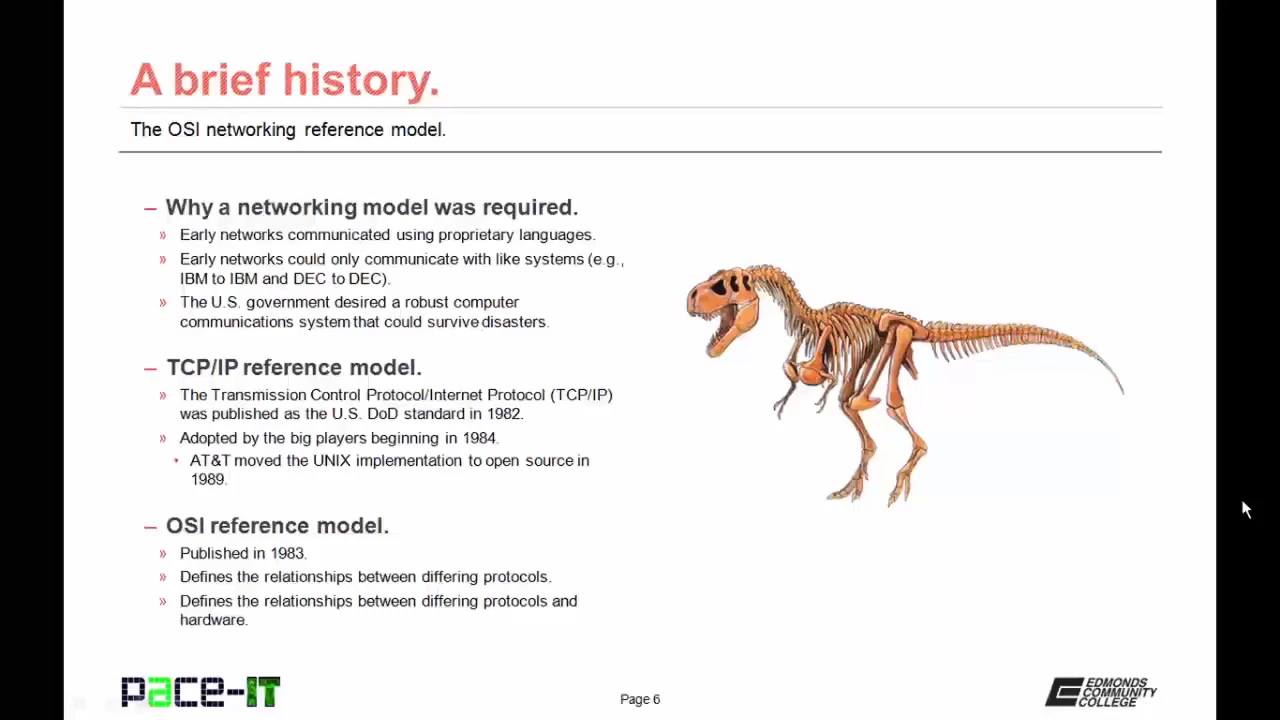 A brief history.
The OSI networking reference model.
– Why a networking model was required.
» Early networks communicated using proprietary languages.
» Early networks could only communicate with like systems (e.g.,
IBM to IBM and DEC to DEC).
» The U.S. government desired a robust computer
communications system that could survive disasters.
– TCP/IP reference model.
» The Transmission Control Protocol/Internet Protocol (TCP/IP)
was published as the U.S. DoD standard in 1982.
» Adopted by the big players beginning in 1984.
• AT&T moved the UNIX implementation to open source in
1989.
– OSI reference model.
» Published in 1983.
» Defines the relationships between differing protocols.
» Defines the relationships between differing protocols and
hardware.
pace-IT
Page 6
EDMONDS
COMMUNITY
COLLEGE